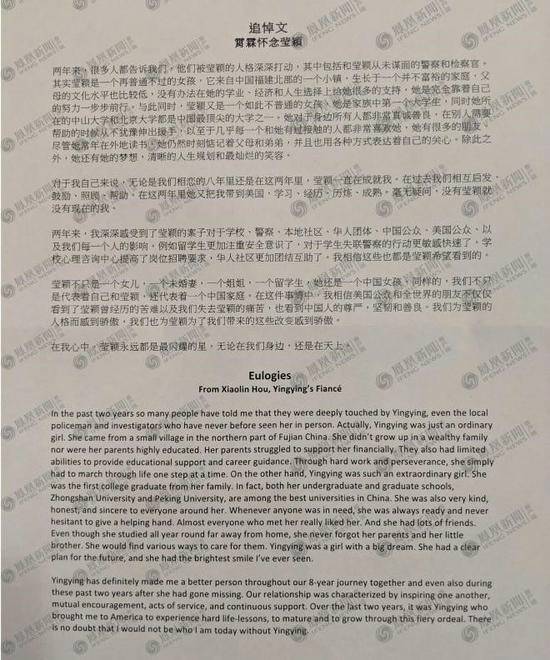 追悼文
霄霖怀念莹颖
两年来，很多人都告诉我们，他们被莹颖的人格深深打动，其中包括和莹颖从未谋面的警察和检察官。
其实莹颖是一个再普通不过的女孩，它来自中国福建北部的一个小镇，生长于一个并不富裕的家庭，父
母的文化水平也比较低，没有办法在她的学业、经济和人生选择上给她很多的支持，她是完全靠着自己
的努力一步步前行。与此同时，莹颖又是一个如此不普通的女孩，她是家族中第一个大学生，同时她所
在的中山大学和北京大学都是中国最顶尖的大学之一。她对于身边所有人都非常真诚善良，在别人需要
帮助的时候从不犹豫伸出援手，以至于几乎每一个和她有过接触的人都非常喜欢她，她有很多的朋友。
尽管她常年在外地读书，她仍然时刻惦记着父母和弟弟，并且也用各种方式表达着自己的关心。除此之
外，她还有她的梦想，清晰的人生规划和最灿烂的笑容。
对于我自己来说，无论是我们相恋的八年里还是在这两年里，莹颖一直在成就我。在过去我们相互启发、
鼓励、照顾、帮助。在这两年里她又把我带到美国，学习、经历、历炼、成熟。毫无疑问，没有莹颖就
没有现在的我。
两年来，我深深感受到了莹颖的案子对于学校、警察、本地社区、华人团体、中国公众、美国公众、以
及我们每一个人的影响。例如留学生更加注重安全意识了，对于学生失联警察的行动更敏感快速了，学
校心理咨询中心提高了岗位招聘要求，华人社区更加团结互助了。我相信这些也都是莹颖希望看到的。
莹颖不只是一个女儿，一个未婚妻，一个姐姐，一个留学生，她还是一个中国女孩。同样的，我们不只
是代表着自己和莹颖，还代表着一个中国家庭。在这件事情中，我相信美国公众和全世界的朋友不仅仅
看到了莹颖曾经历的苦难以及我们失去莹颖的痛苦，也看到中国人的尊严，坚韧和善良。我们为莹颖的
人格而感到骄傲，我们也为莹颖为了我们带来的这些改变感到骄傲。
在我心中，莹颖永远都是最闪耀的星，无论在我们身边，还是在天上。
Eulogies
From Xiaolin Hou, Yingying's Fiancé
In the past two years so many people have told me that they were deeply touched by Yingying, even the local
policeman and investigators who have never before seen her in person. Actually, Yingying was just an ordinary
girl. She came from a small village in the northern part of Fujian China. She didn't grow up in a wealthy family
nor were her parents highly educated. Her parents struggled to support her financially. They also had limited
abilities to provide educational support and career guidance. Through hard work and perseverance, she simply
had to march through life one step at a time. On the other hand, Yingying was such an extraordinary girl. She
was the first college graduate from her family. In fact, both her undergraduate and graduate schools,
Zhongshan University and Peking University, are among the best universities in China. She was also very kind,
honest, and sincere to everyone around her. Whenever anyone was in need, she was always ready and never
hesitant to give a helping hand. Almost everyone who met her really liked her. And she had lots of friends.
Even though she studied all year round far away from home, she never forgot her parents and her little
brother. She would find various ways to care for them. Yingying was a girl with a big dream. She had a clear
plan for the future, and she had the brightest smile I've ever seen.
Yingying has definitely made me a better person throughout our 8-year journey together and even also during
these past two years after she had gone missing. Our relationship was characterized by inspiring one another,
mutual encouragement, acts of service, and continuous support. Over the last two years, it was Yingying who
brought me to America to experience hard life-lessons, to mature and to grow through this fiery ordeal. There
is no doubt that I would not be who I am today without Yingying.
凤凰新闻
IFENG NEWS